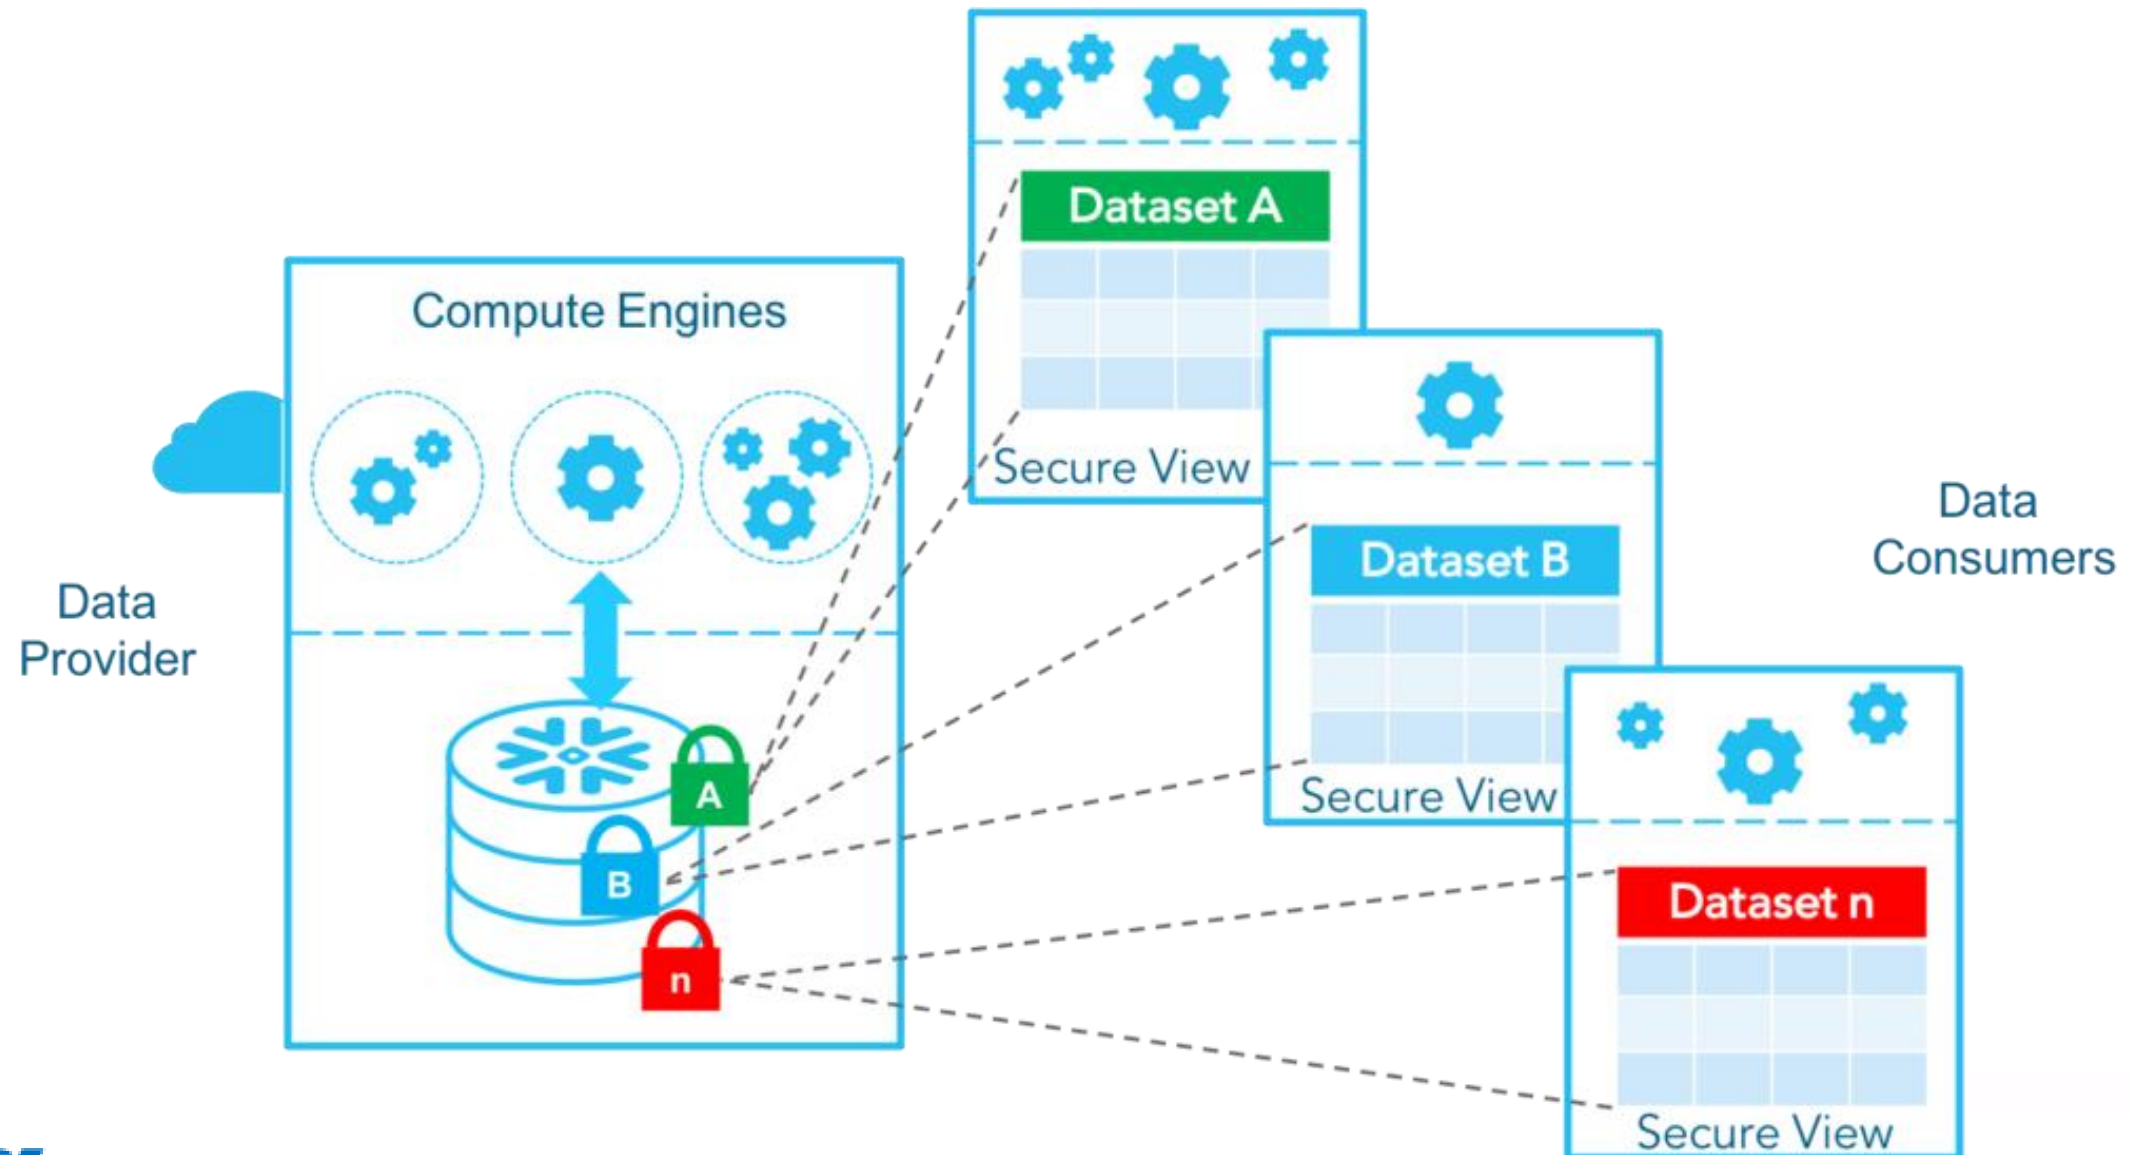 Data
Provider
Compute Engines
A
B
n
Dataset A
Secure View
Dataset B
Secure View
Dataset n
Secure View
Data
Consumers